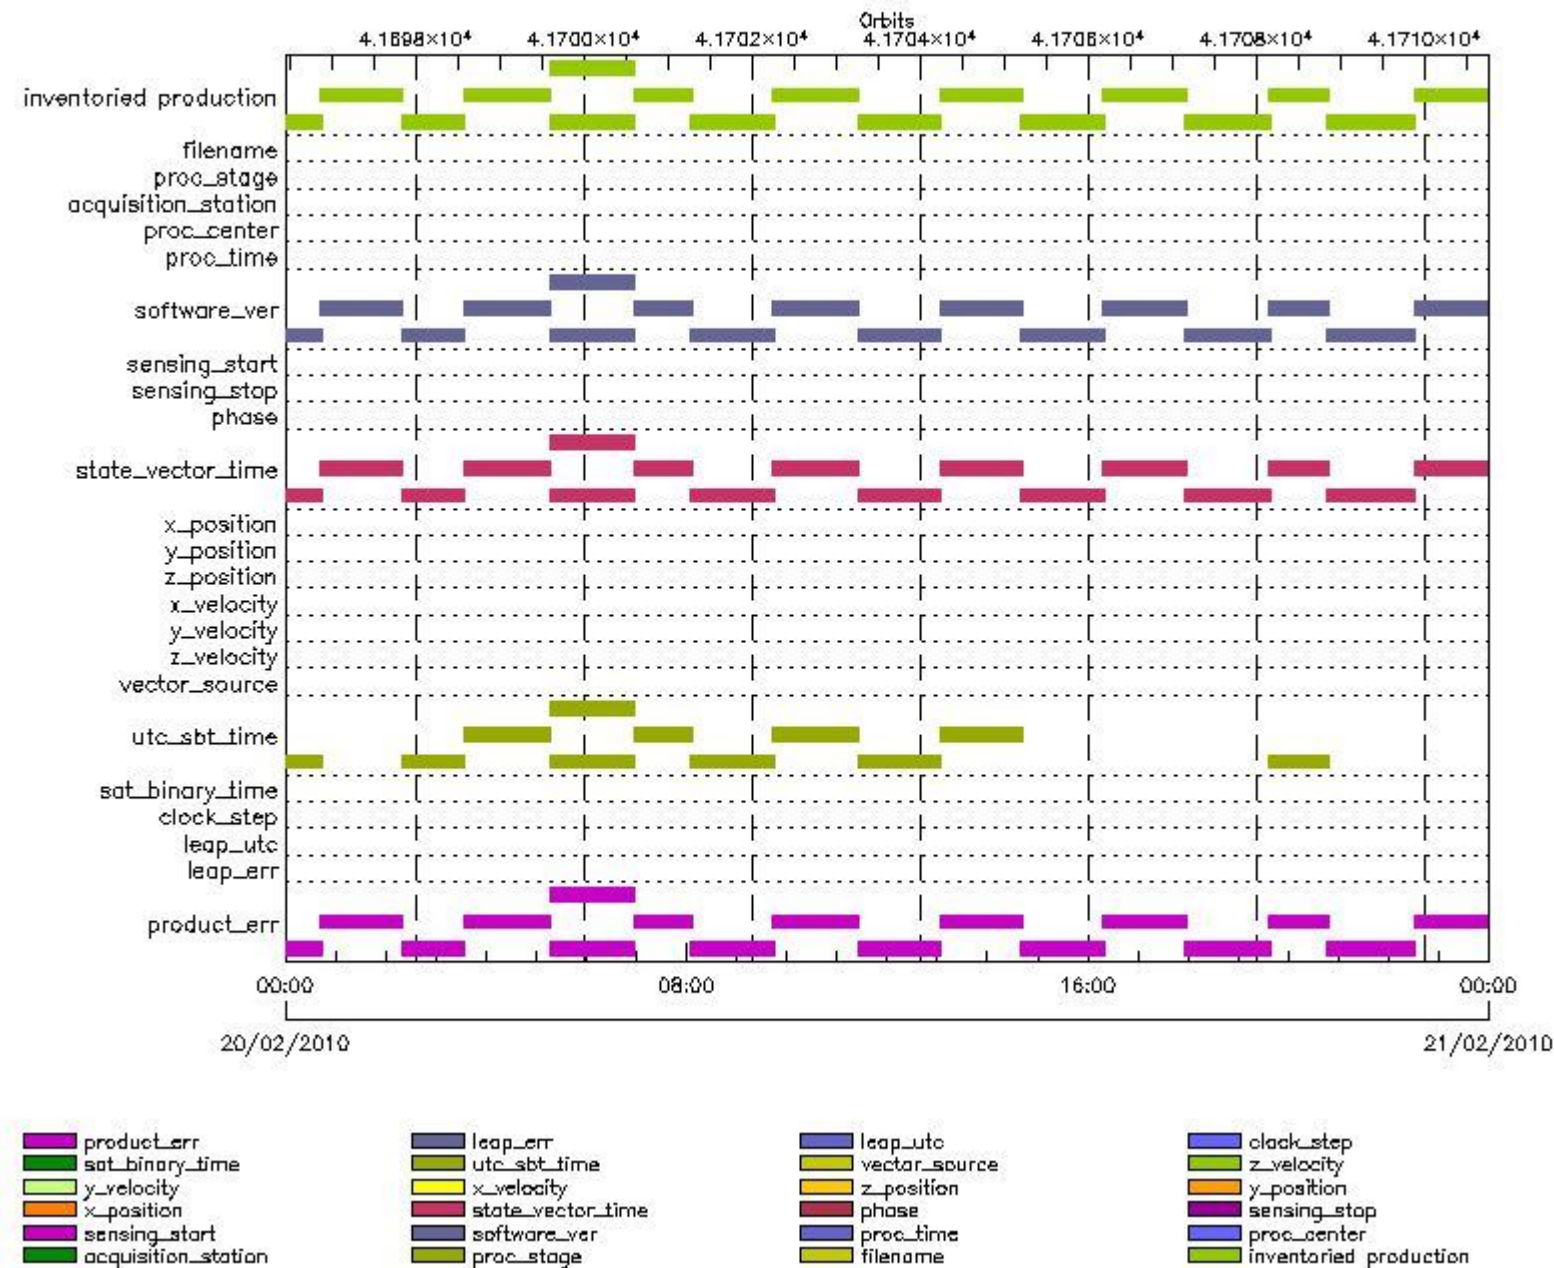 Orbits
4.1698×10⁴ 4.1700×10⁴ 4.1702×10⁴ 4.1704×10⁴ 4.1706×10⁴ 4.1708×10⁴ 4.1710×10⁴
inventoried production
filename
proc_stage
acquisition_station
proc_center
proc_time
software_ver
sensing_start
sensing_stop
phase
state_vector_time
x_position
y_position
z_position
x_velocity
y_velocity
z_velocity
vector_source
utc_sbt_time
sat_binary_time
clock_step
leap_utc
leap_err
product_err
00:00 08:00 16:00 00:00
20/02/2010 21/02/2010
product_err leap_err leap_utc clock_step
sat_binary_time utc_sbt_time vector_source z_velocity
y_velocity x_velocity z_position y_position
x_position state_vector_time phase sensing_stop
sensing_start software_ver proc_time proc_center
acquisition_station proc_stage filename inventoried production